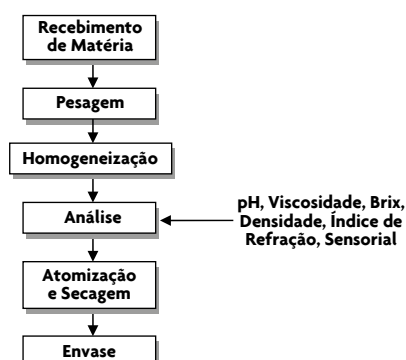 Recebimento
de Matéria
Pesagem
Homogeneização
Análise
pH, Viscosidade, Brix,
Densidade, Índice de
Refração, Sensorial
Atomização
e Secagem
Envase